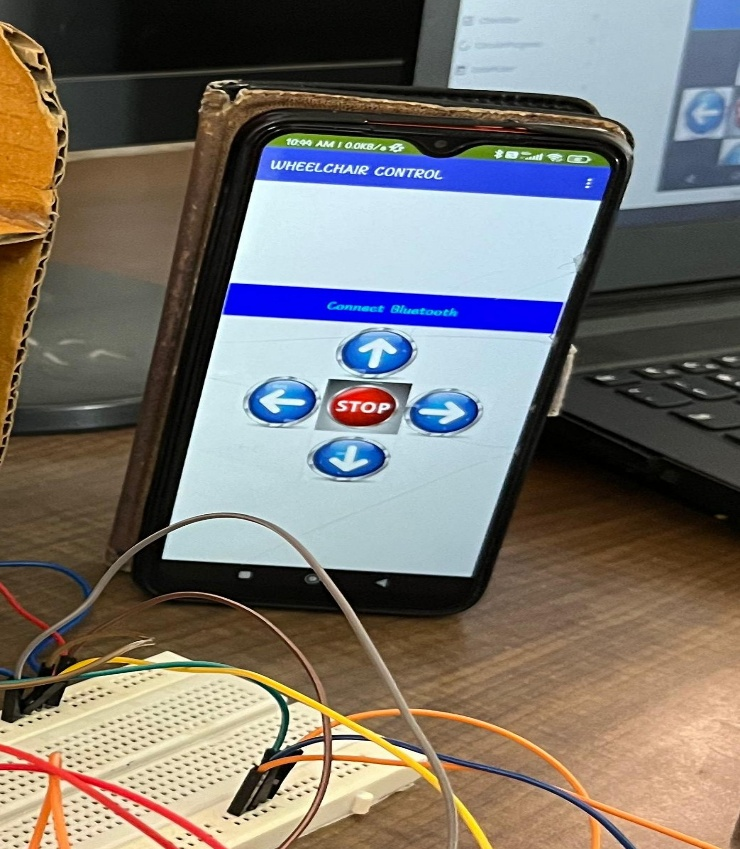 10:44 AM | 0.0KB/s
WHEELCHAIR CONTROL
Connect Bluetooth
STOP